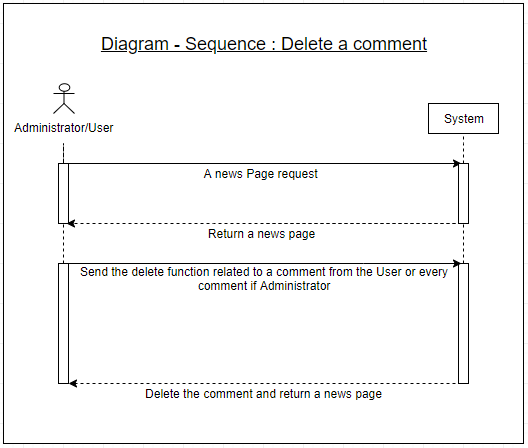 Diagram - Sequence : Delete a comment
Administrator/User
System
A news Page request
Return a news page
Send the delete function related to a comment from the User or every
comment if Administrator
Delete the comment and return a news page